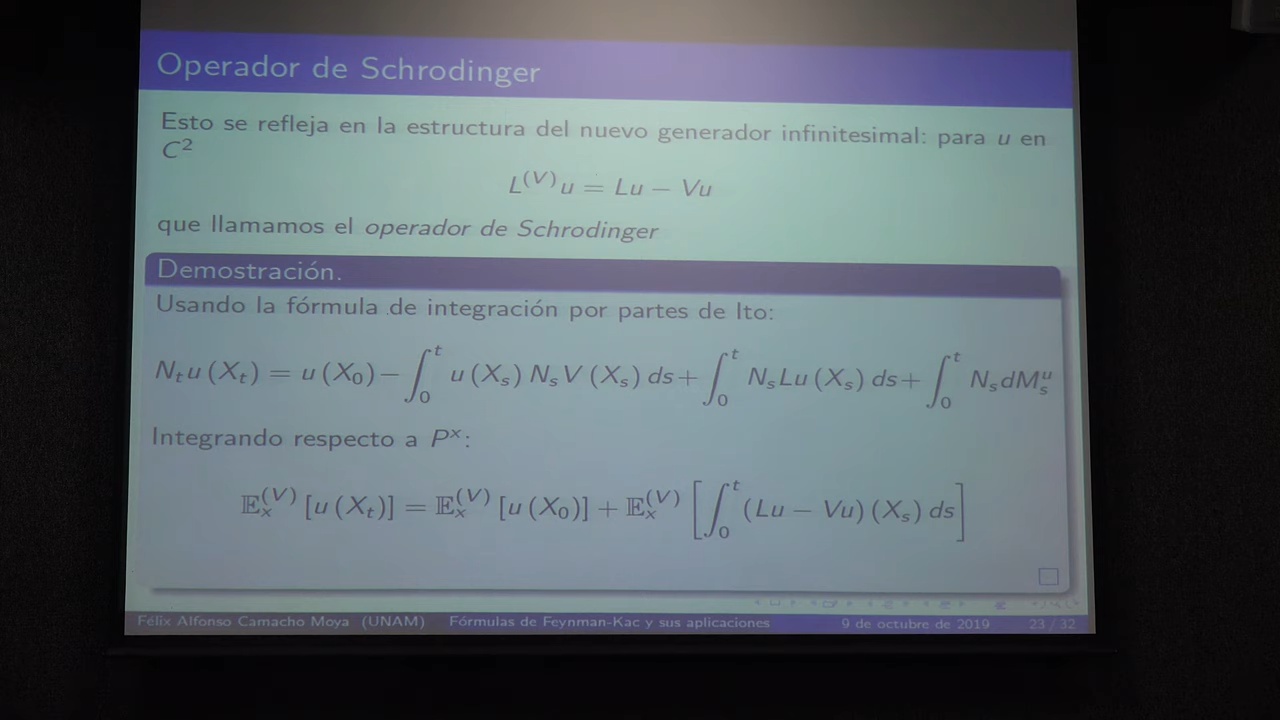 Operador de Schrodinger
Esto se refleja en la estructura del nuevo generador infinitesimal: para u en
C²
L^(V) u = Lu − Vu
que llamamos el operador de Schrodinger
Demostración.
Usando la fórmula de integración por partes de Ito:
N_t u (X_t) = u (X_0) − ∫_0^t u (X_s) N_s V (X_s) ds + ∫_0^t N_s Lu (X_s) ds + ∫_0^t N_s dM_s^u
Integrando respecto a P^x:
𝔼_x^(V) [u (X_t)] = 𝔼_x^(V) [u (X_0)] + 𝔼_x^(V) [∫_0^t (Lu − Vu) (X_s) ds]
Félix Alfonso Camacho Moya (UNAM) Fórmulas de Feynman-Kac y sus aplicaciones 9 de octubre de 2019 23 / 32